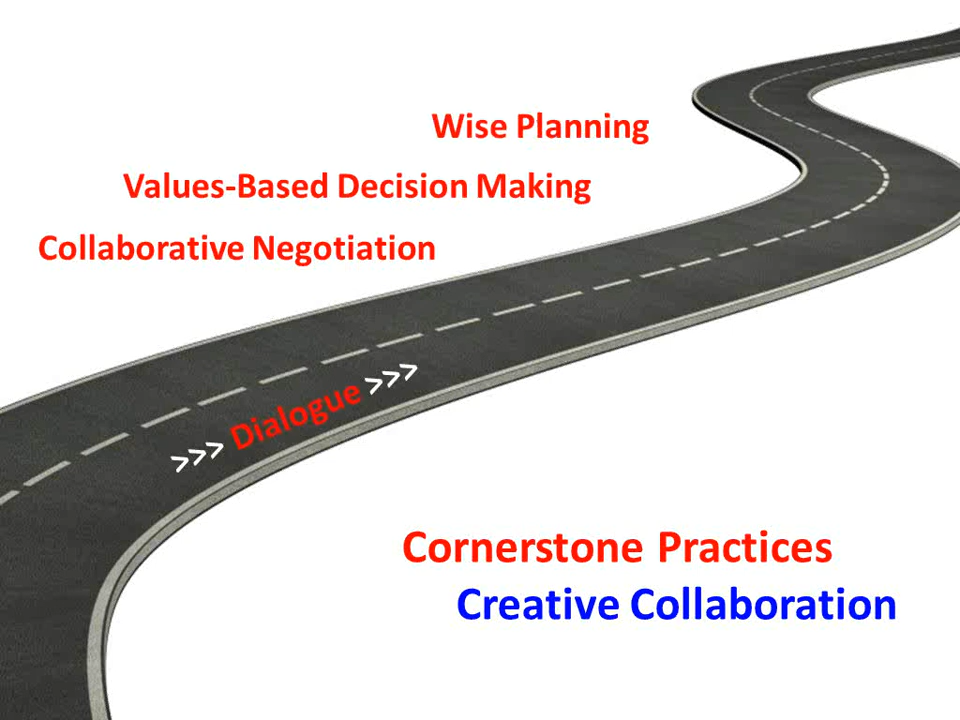 Wise Planning
Values-Based Decision Making
Collaborative Negotiation
>>> Dialogue >>>
Cornerstone Practices
Creative Collaboration